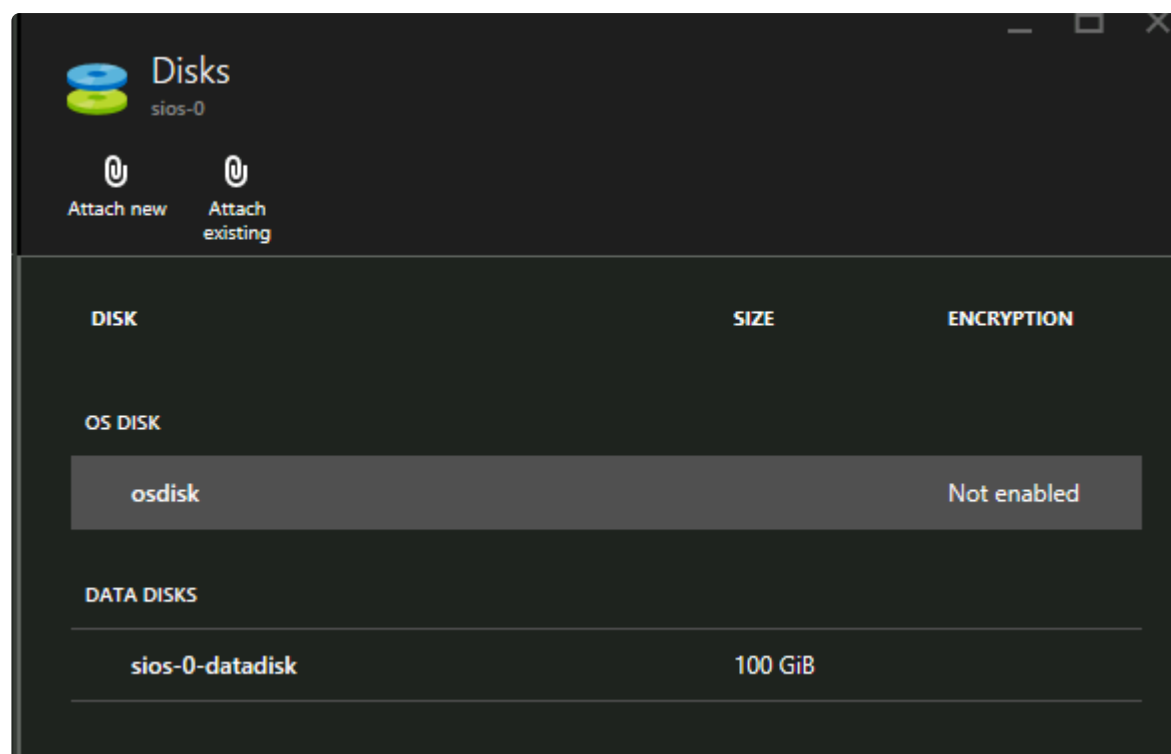 Disks
sios-0
Attach new
Attach
existing
DISK SIZE ENCRYPTION
OS DISK
osdisk Not enabled
DATA DISKS
sios-0-datadisk 100 GiB